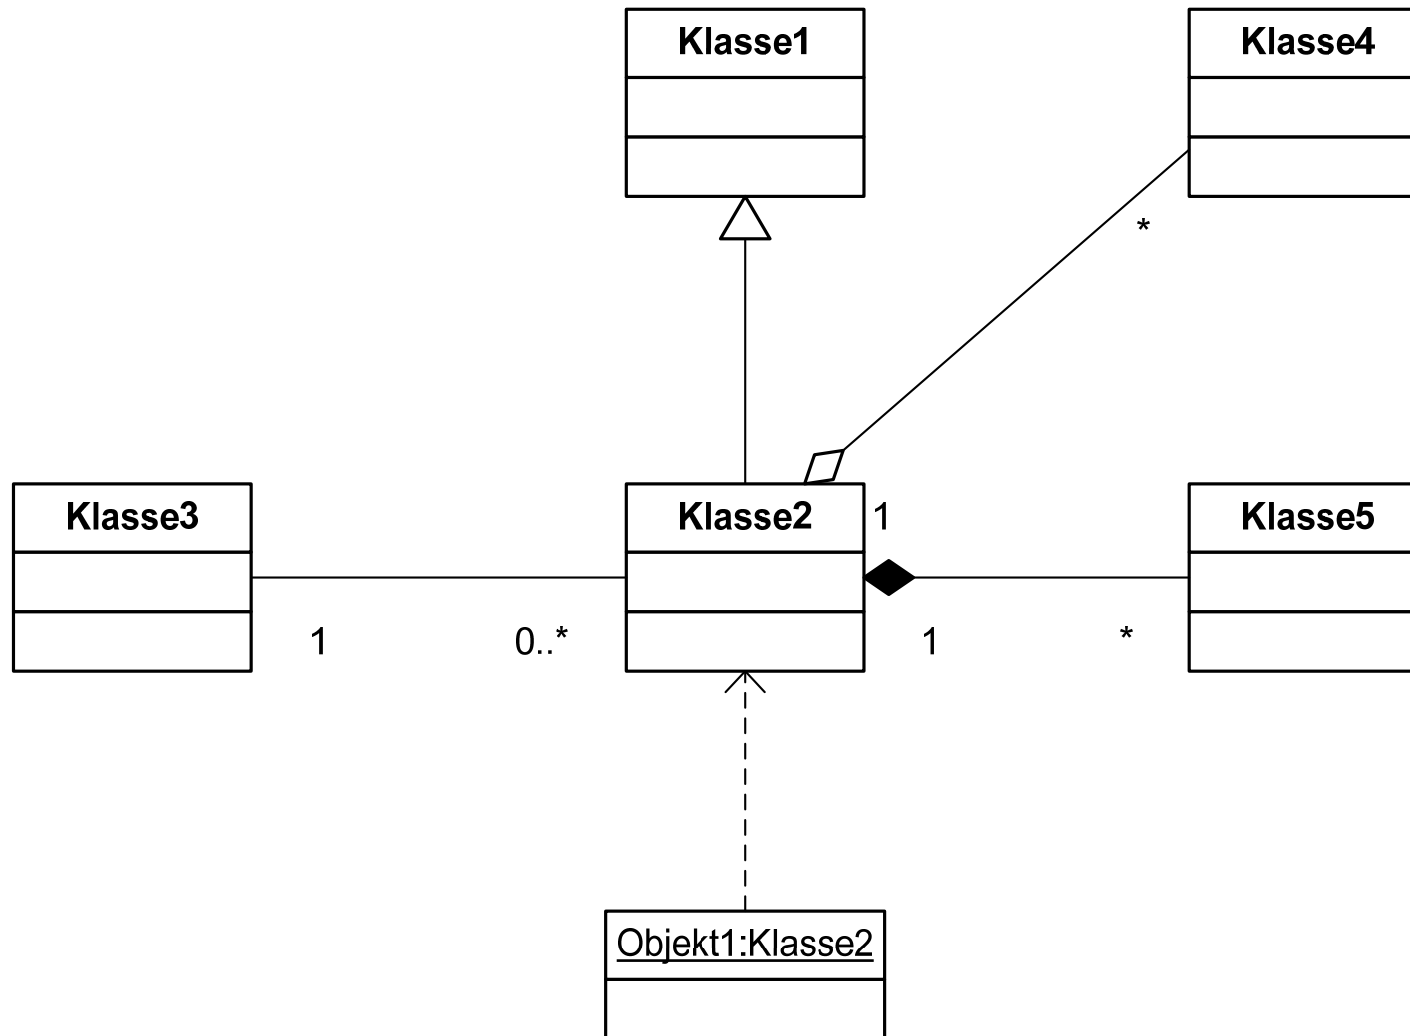 Klasse1
Klasse4
*
Klasse3
Klasse2
1
Klasse5
1
0..*
1
*
Objekt1:Klasse2